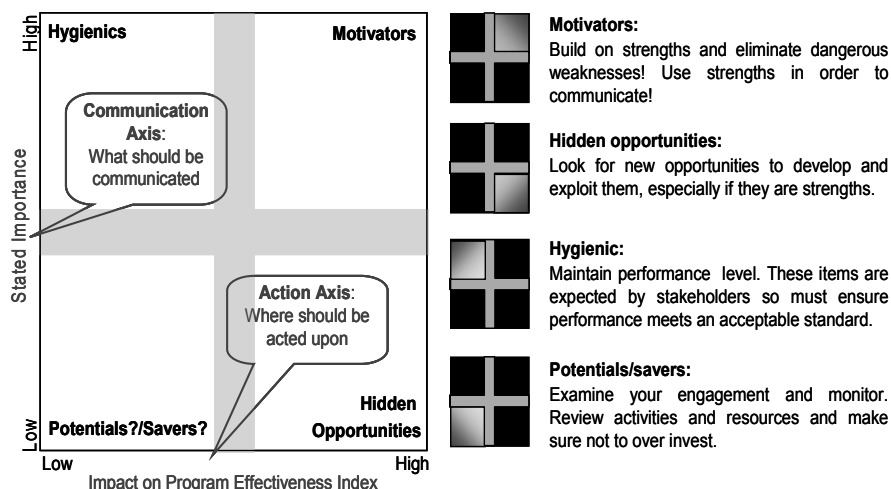 High
Hygienics
Motivators
Communication
Axis:
What should be
communicated
Stated Importance
Action Axis:
Where should be
acted upon
Hidden
Opportunities
Potentials?/Savers?
Low
Low
High
Impact on Program Effectiveness Index
Motivators:
Build on strengths and eliminate dangerous
weaknesses! Use strengths in order to
communicate!
Hidden opportunities:
Look for new opportunities to develop and
exploit them, especially if they are strengths.
Hygienic:
Maintain performance level. These items are
expected by stakeholders so must ensure
performance meets an acceptable standard.
Potentials/savers:
Examine your engagement and monitor.
Review activities and resources and make
sure not to over invest.